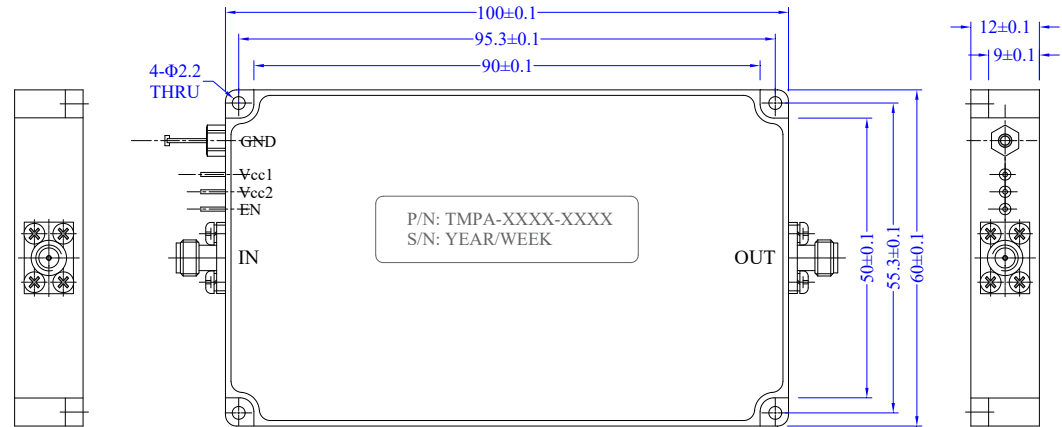 100±0.1
95.3±0.1
90±0.1
4-Φ2.2
THRU
12±0.1
9±0.1
GND
Vcc1
Vcc2
EN
IN
P/N: TMPA-XXXX-XXXX
S/N: YEAR/WEEK
OUT
50±0.1
55.3±0.1
60±0.1